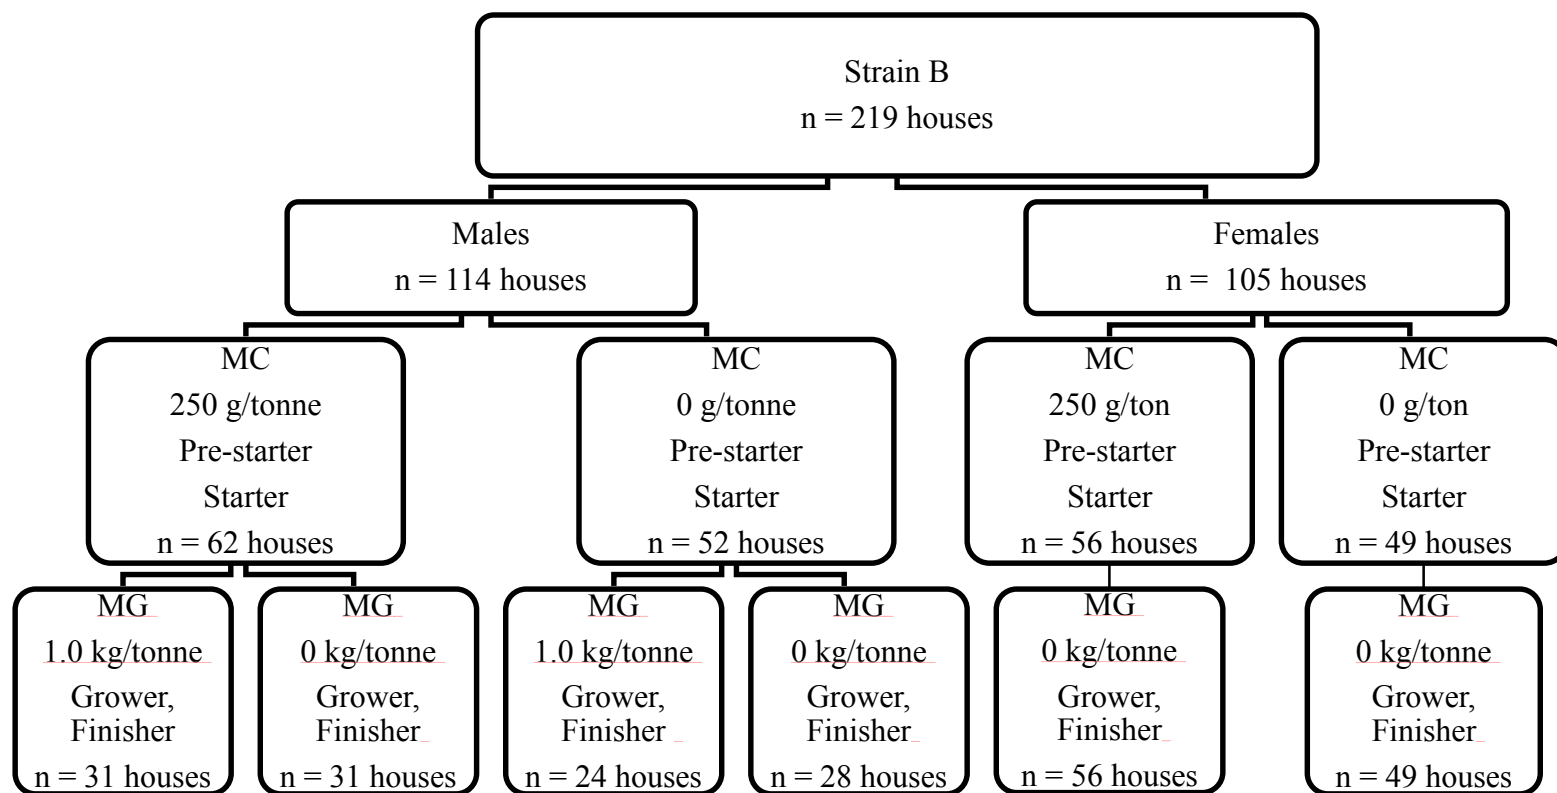 Strain B
n = 219 houses
Males
n = 114 houses
Females
n =  105 houses
MC
250 g/tonne
Pre-starter
Starter
n = 62 houses
MC
0 g/tonne
Pre-starter
Starter
n = 52 houses
MC
250 g/ton
Pre-starter
Starter
n = 56 houses
MC
0 g/ton
Pre-starter
Starter
n = 49 houses
MG
1.0 kg/tonne
Grower,
Finisher
n = 31 houses
MG
0 kg/tonne
Grower,
Finisher
n = 31 houses
MG
1.0 kg/tonne
Grower,
Finisher
n = 24 houses
MG
0 kg/tonne
Grower,
Finisher
n = 28 houses
MG
0 kg/tonne
Grower,
Finisher
n = 56 houses
MG
0 kg/tonne
Grower,
Finisher
n = 49 houses